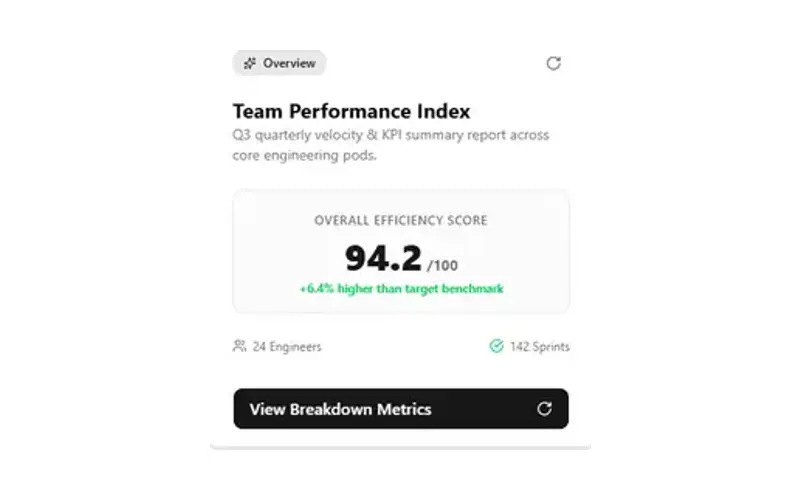 Overview
Team Performance Index
Q3 quarterly velocity & KPI summary report across
core engineering pods.
OVERALL EFFICIENCY SCORE
94.2 /100
+6.4% higher than target benchmark
24 Engineers
142 Sprints
View Breakdown Metrics